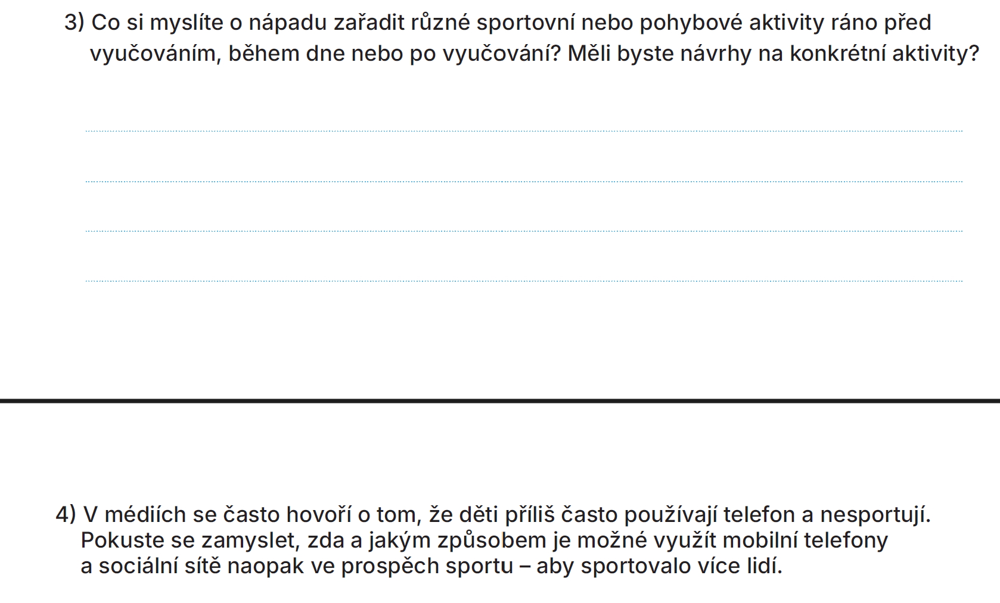 3) Co si myslíte o nápadu zařadit různé sportovní nebo pohybové aktivity ráno před
vyučováním, během dne nebo po vyučování? Měli byste návrhy na konkrétní aktivity?
4) V médiích se často hovoří o tom, že děti příliš často používají telefon a nesportují.
Pokuste se zamyslet, zda a jakým způsobem je možné využít mobilní telefony
a sociální sítě naopak ve prospěch sportu – aby sportovalo více lidí.